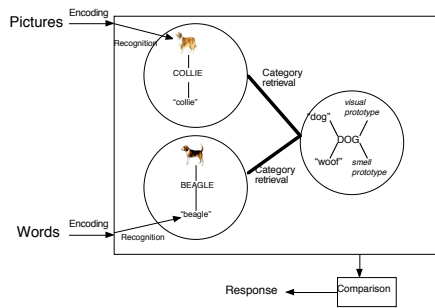 Pictures
Encoding
Recognition
COLLIE
"collie"
Category
retrieval
"dog"
visual
prototype
DOG
"woof"
smell
prototype
BEAGLE
"beagle"
Category
retrieval
Words
Encoding
Recognition
Comparison
Response